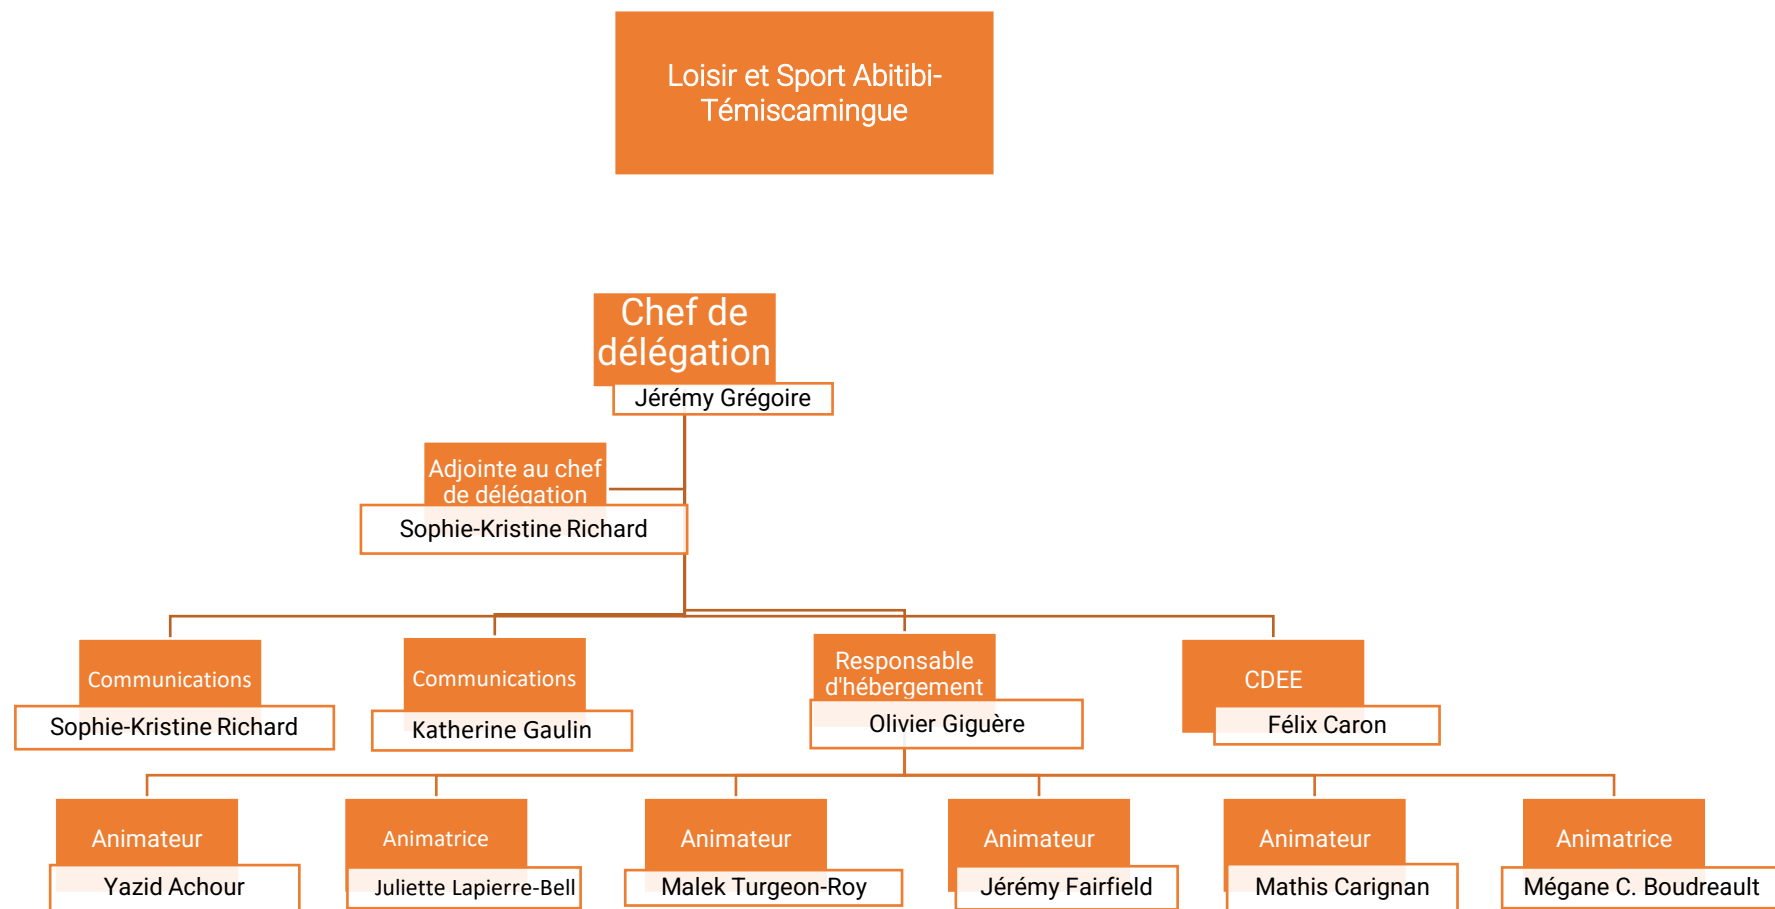 Loisir et Sport Abitibi-
Témiscamingue
Chef de
délégation
Jérémy Grégoire
Adjointe au chef
de délégation
Sophie-Kristine Richard
Communications
Sophie-Kristine Richard
Communications
Katherine Gaulin
Responsable
d'hébergement
Olivier Giguère
CDEE
Félix Caron
Animateur
Yazid Achour
Animatrice
Juliette Lapierre-Bell
Animateur
Malek Turgeon-Roy
Animateur
Jérémy Fairfield
Animateur
Mathis Carignan
Animatrice
Mégane C. Boudreault